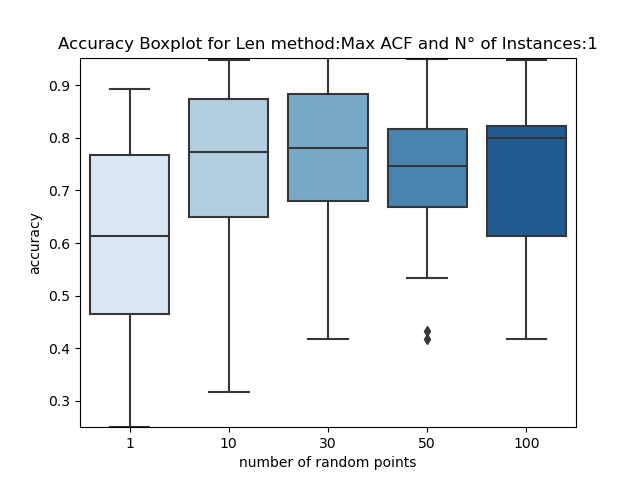 Accuracy Boxplot for Len method:Max ACF and N° of Instances:1
0.9
0.8
0.7
0.6
0.5
0.4
0.3
accuracy
1 10 30 50 100
number of random points